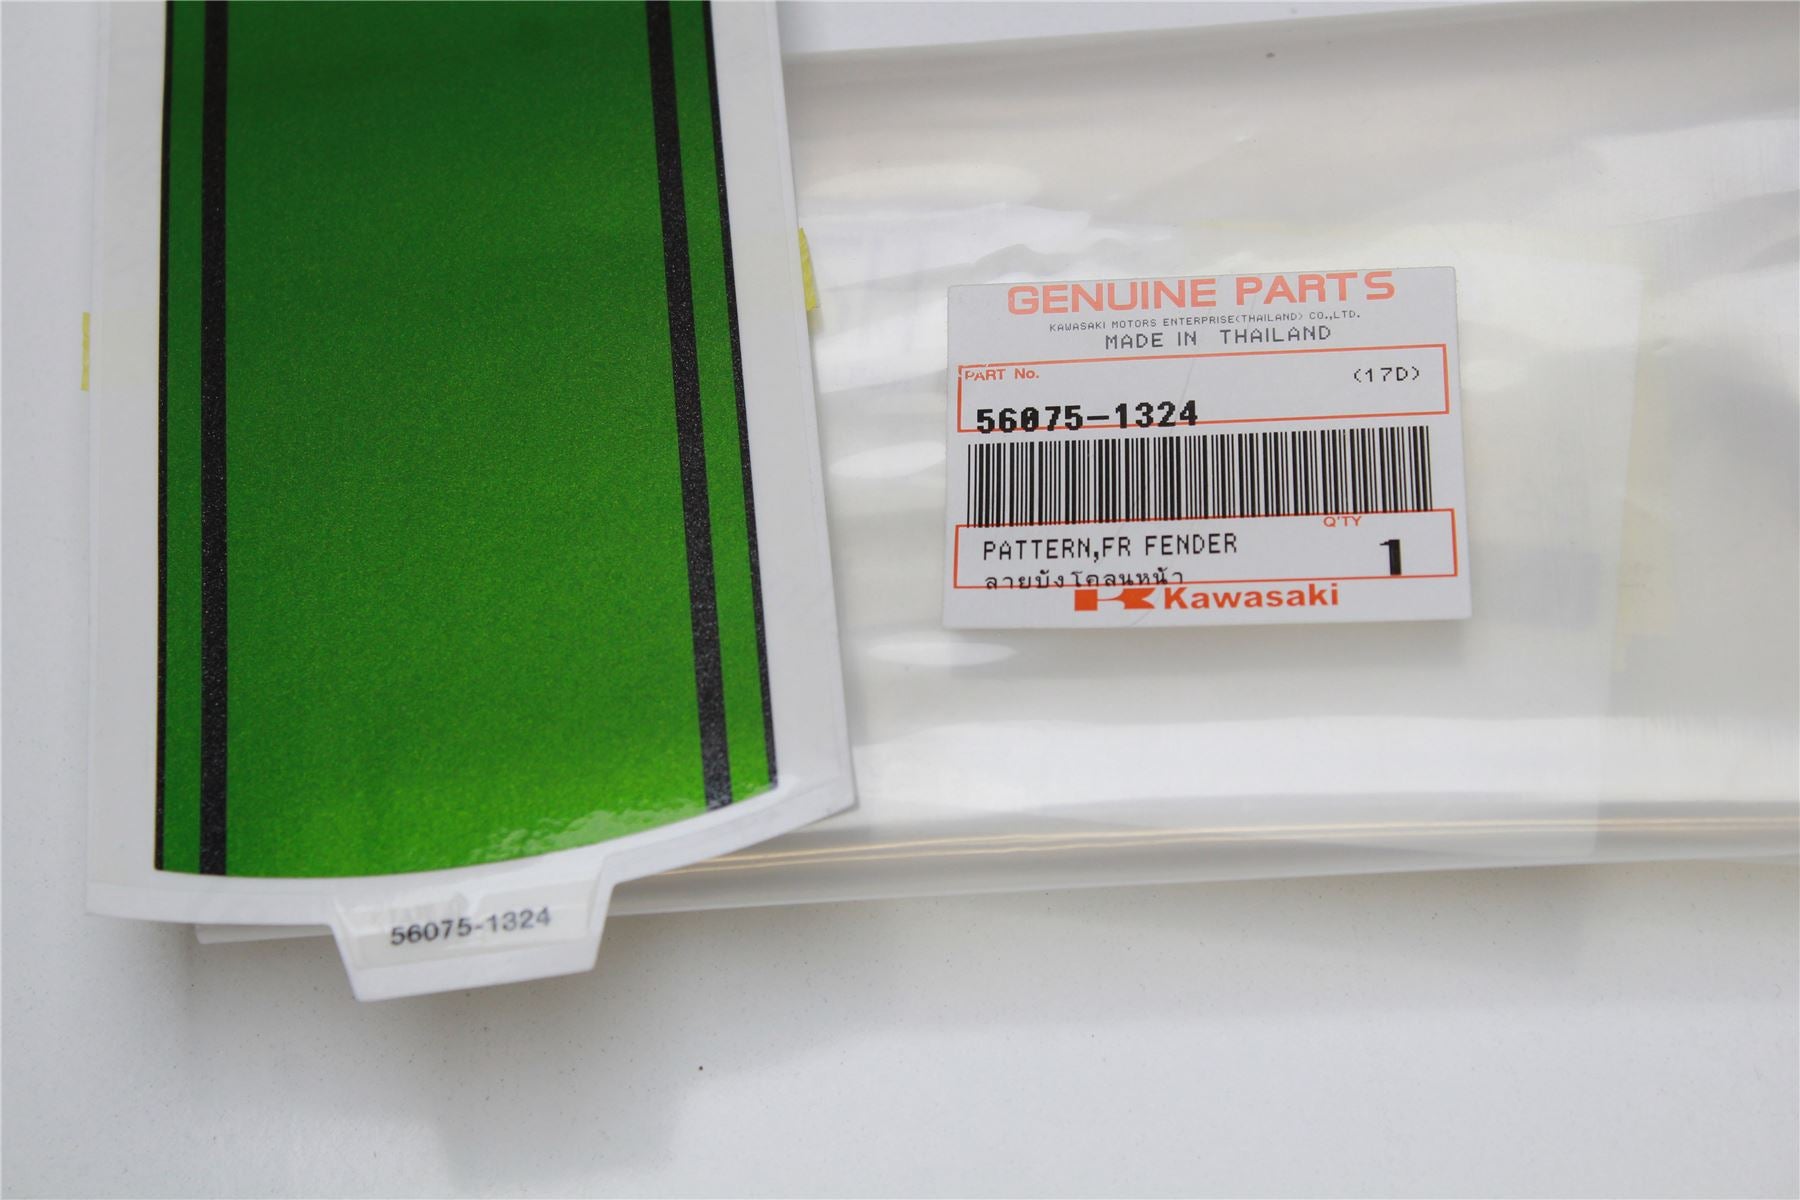 GENUINE PARTS
KAWASAKI MOTORS ENTERPRISE(THAILAND) CO.,LTD.
MADE IN THAILAND
PART No.
(17D)
56075-1324
Q'TY
PATTERN,FR FENDER
1
ลายบังโคลนหน้า
Kawasaki
56075-1324